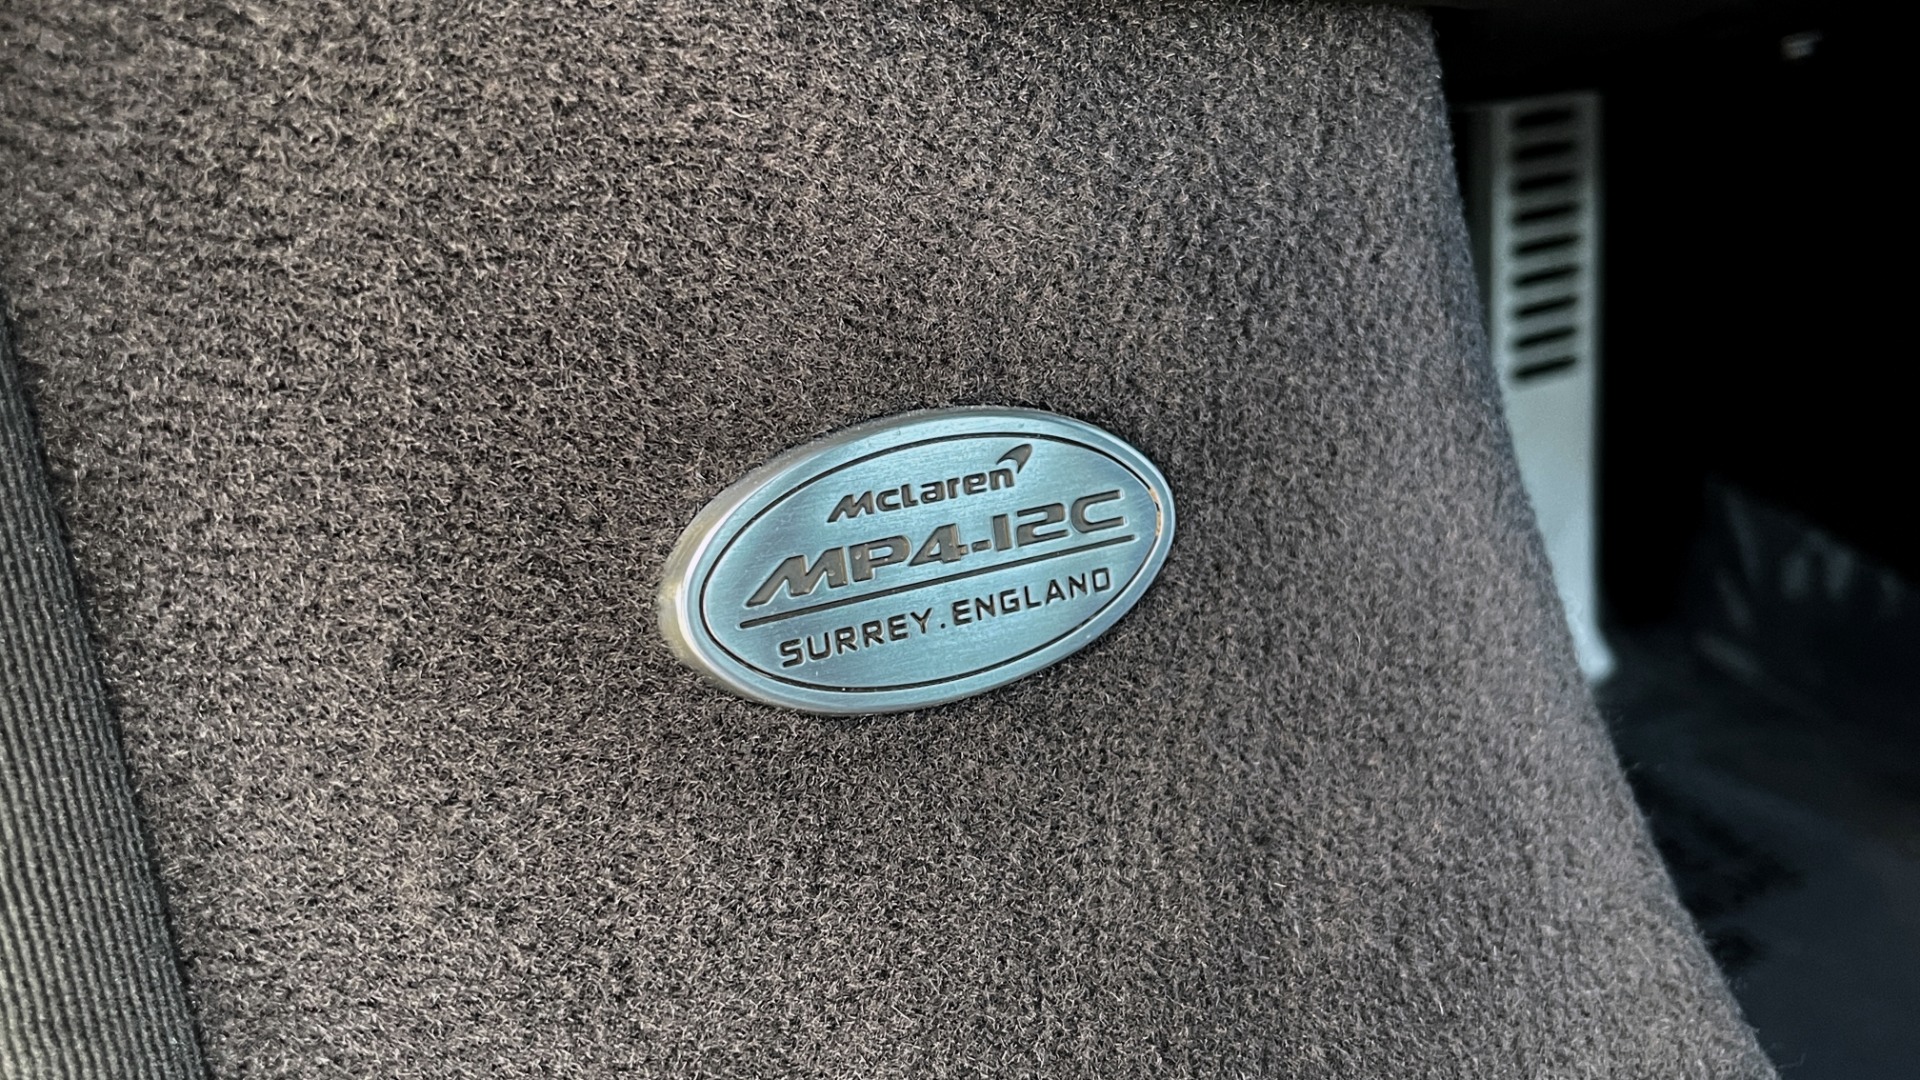 McLaren
MP4-12C
SURREY. ENGLAND